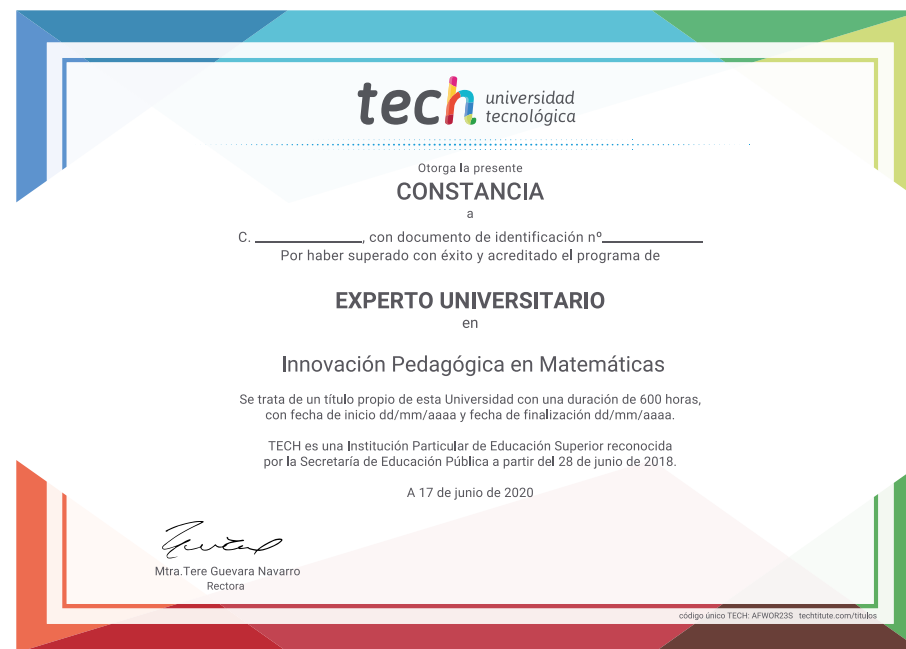 tech universidad
tecnológica
Otorga la presente
CONSTANCIA
a
C. ____________, con documento de identificación nº____________
Por haber superado con éxito y acreditado el programa de
EXPERTO UNIVERSITARIO
en
Innovación Pedagógica en Matemáticas
Se trata de un título propio de esta Universidad con una duración de 600 horas,
con fecha de inicio dd/mm/aaaa y fecha de finalización dd/mm/aaaa.
TECH es una Institución Particular de Educación Superior reconocida
por la Secretaría de Educación Pública a partir del 28 de junio de 2018.
A 17 de junio de 2020
Mtra.Tere Guevara Navarro
Rectora
código único TECH: AFWOR23S techtitute.com/titulos